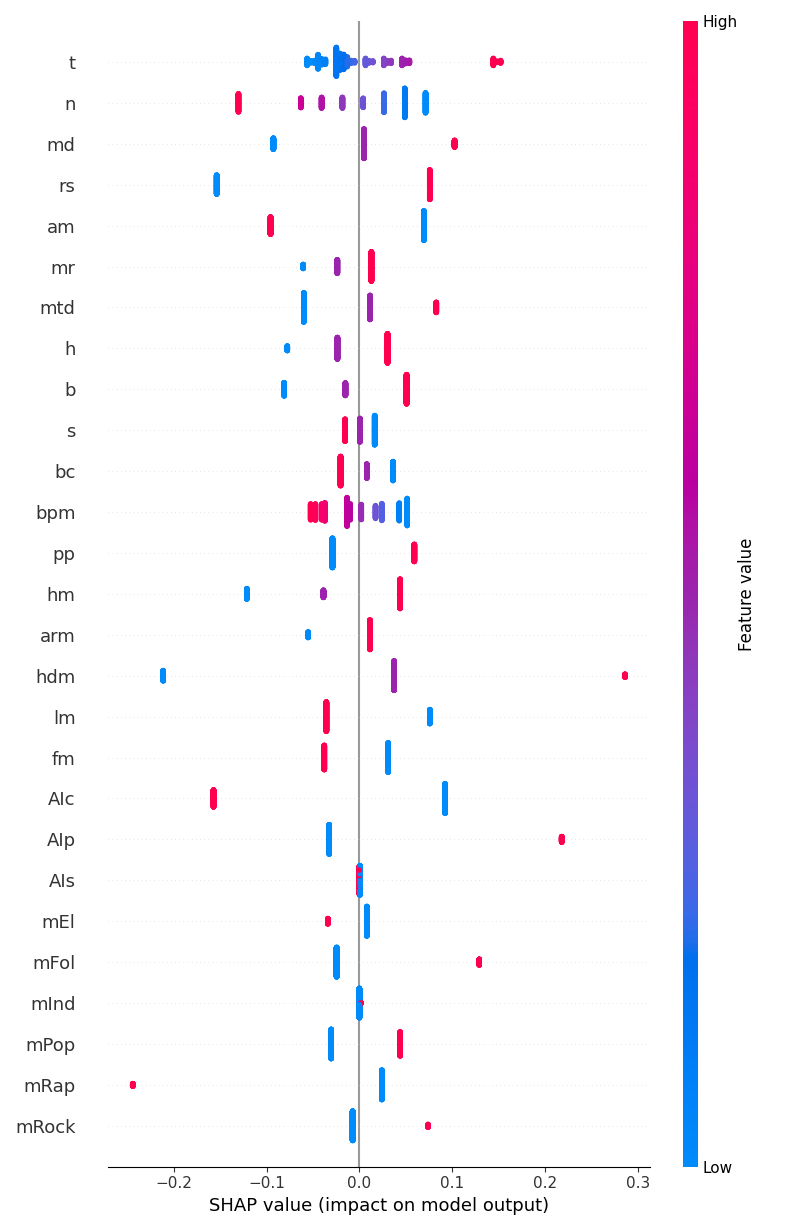 High
t
n
md
rs
am
mr
mtd
h
b
s
bc
bpm
pp
hm
arm
hdm
lm
fm
AIc
AIp
AIs
mEl
mFol
mInd
mPop
mRap
mRock
Feature value
Low
−0.2 −0.1 0.0 0.1 0.2 0.3
SHAP value (impact on model output)